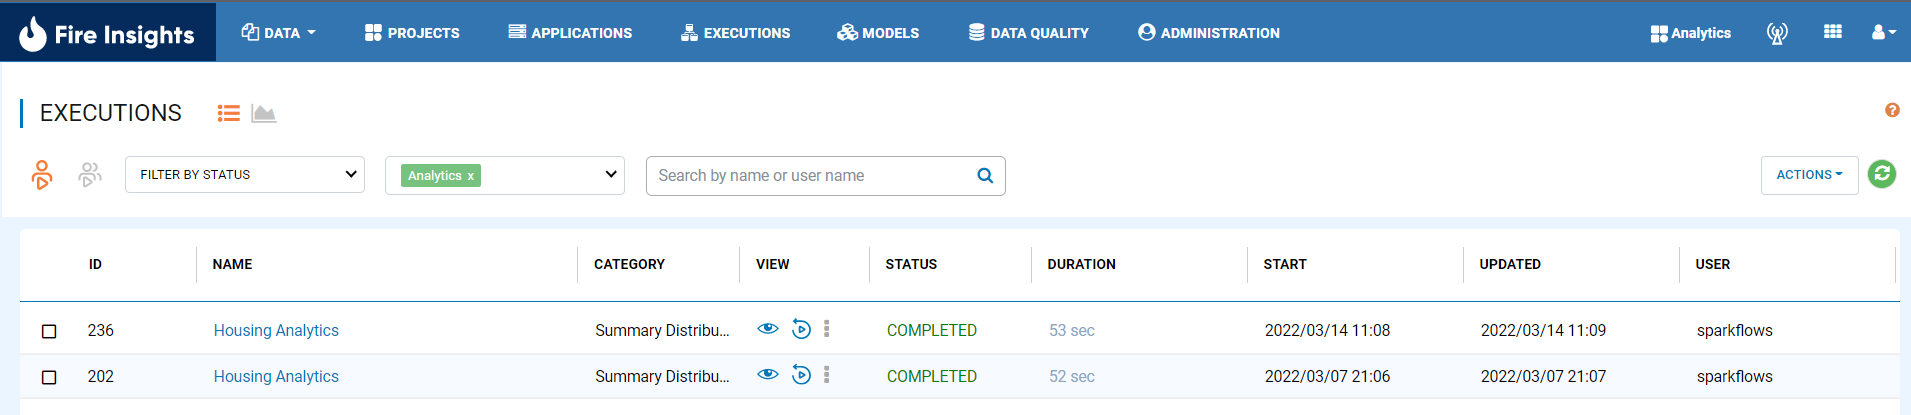 Fire Insights DATA PROJECTS APPLICATIONS EXECUTIONS MODELS DATA QUALITY ADMINISTRATION Analytics
EXECUTIONS
FILTER BY STATUS Analytics x Search by name or user name ACTIONS
ID NAME CATEGORY VIEW STATUS DURATION START UPDATED USER
236 Housing Analytics Summary Distribu... COMPLETED 53 sec 2022/03/14 11:08 2022/03/14 11:09 sparkflows
202 Housing Analytics Summary Distribu... COMPLETED 52 sec 2022/03/07 21:06 2022/03/07 21:07 sparkflows